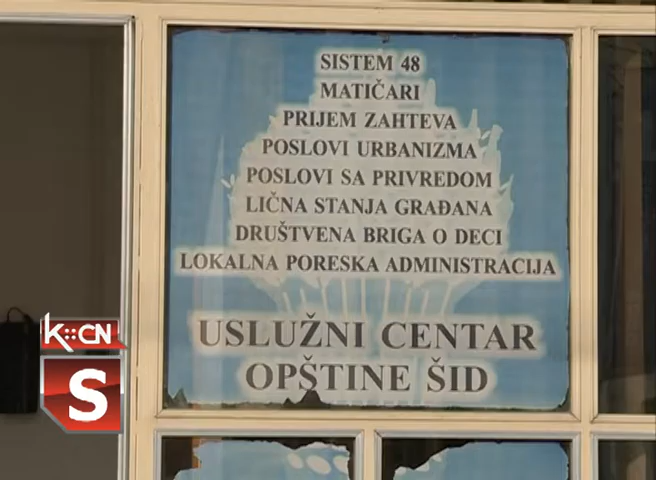 SISTEM 48
MATIČARI
PRIJEM ZAHTEVA
POSLOVI URBANIZMA
POSLOVI SA PRIVREDOM
LIČNA STANJA GRAĐANA
DRUŠTVENA BRIGA O DECI
LOKALNA PORESKA ADMINISTRACIJA
USLUŽNI CENTAR
OPŠTINE ŠID
K::CN
S